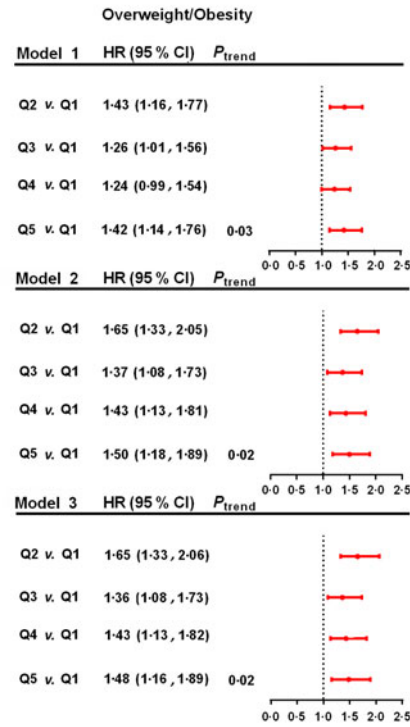 Overweight/Obesity
Model 1 HR (95 % CI) Ptrend
Q2 v. Q1 1·43 (1·16 , 1·77)
Q3 v. Q1 1·26 (1·01 , 1·56)
Q4 v. Q1 1·24 (0·99 , 1·54)
Q5 v. Q1 1·42 (1·14 , 1·76) 0·03
0·0 0·5 1·0 1·5 2·0 2·5
Model 2 HR (95 % CI) Ptrend
Q2 v. Q1 1·65 (1·33 , 2·05)
Q3 v. Q1 1·37 (1·08 , 1·73)
Q4 v. Q1 1·43 (1·13 , 1·81)
Q5 v. Q1 1·50 (1·18 , 1·89) 0·02
0·0 0·5 1·0 1·5 2·0 2·5
Model 3 HR (95 % CI) Ptrend
Q2 v. Q1 1·65 (1·33 , 2·06)
Q3 v. Q1 1·36 (1·08 , 1·73)
Q4 v. Q1 1·43 (1·13 , 1·82)
Q5 v. Q1 1·48 (1·16 , 1·89) 0·02
0·0 0·5 1·0 1·5 2·0 2·5